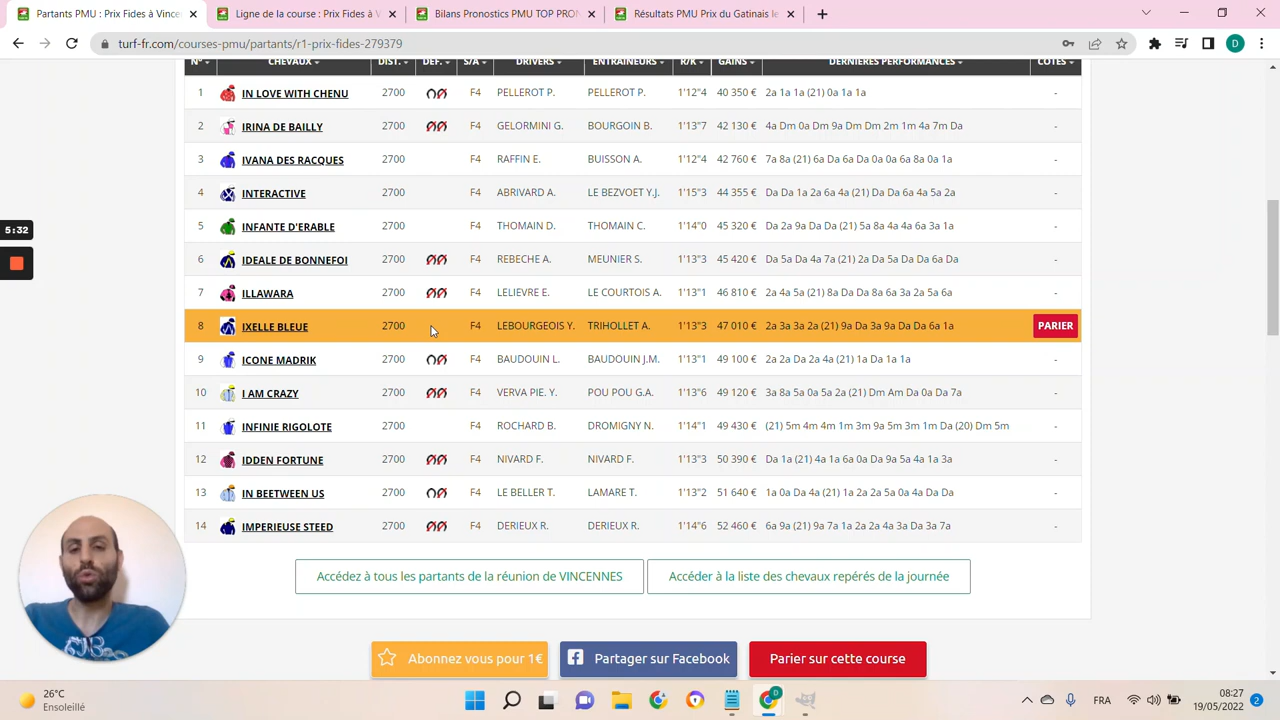 Partants PMU : Prix Fides à Vincen
Ligne de la course : Prix Fides à V
Bilans Pronostics PMU TOP PRON
Résultats PMU Prix du Gatinais le
turf-fr.com/courses-pmu/partants/r1-prix-fides-279379
N° CHEVAUX DIST. DEF. S/A DRIVERS ENTRAINEURS R/K GAINS DERNIÈRES PERFORMANCES COTES
1 IN LOVE WITH CHENU 2700 F4 PELLEROT P. PELLEROT P. 1'12"4 40 350 € 2a 1a 1a (21) 0a 1a 1a -
2 IRINA DE BAILLY 2700 F4 GELORMINI G. BOURGOIN B. 1'13"7 42 130 € 4a Dm 0a Dm 9a Dm Dm 2m 1m 4a 7m Da -
3 IVANA DES RACQUES 2700 F4 RAFFIN E. BUISSON A. 1'12"4 42 760 € 7a 8a (21) 6a Da 6a Da 0a 0a 6a 8a 0a 1a -
4 INTERACTIVE 2700 F4 ABRIVARD A. LE BEZVOET Y.J. 1'15"3 44 355 € Da Da 1a 2a 6a 4a (21) Da Da 6a 4a 5a 2a -
5 INFANTE D'ERABLE 2700 F4 THOMAIN D. THOMAIN C. 1'14"0 45 320 € Da 2a 9a Da Da (21) 5a 8a 4a 4a 6a 3a 1a -
6 IDEALE DE BONNEFOI 2700 F4 REBECHE A. MEUNIER S. 1'13"3 45 420 € Da 5a Da 4a 7a (21) 2a Da 5a Da Da 6a Da -
7 ILLAWARA 2700 F4 LELIEVRE E. LE COURTOIS A. 1'13"1 46 810 € 2a 4a 5a (21) 8a Da Da 8a 6a 3a 2a 5a 6a -
8 IXELLE BLEUE 2700 F4 LEBOURGEOIS Y. TRIHOLLET A. 1'13"3 47 010 € 2a 3a 3a 2a (21) 9a Da 3a 9a Da Da 6a 1a PARIER
9 ICONE MADRIK 2700 F4 BAUDOUIN L. BAUDOUIN J.M. 1'13"1 49 100 € 2a 2a Da 2a 4a (21) 1a Da 1a 1a -
10 I AM CRAZY 2700 F4 VERVA PIE. Y. POU POU G.A. 1'13"6 49 120 € 3a 8a 5a 0a 5a 2a (21) Dm Am Da 0a Da 7a -
11 INFINIE RIGOLOTE 2700 F4 ROCHARD B. DROMIGNY N. 1'14"1 49 430 € (21) 5m 4m 4m 1m 3m 9a 5m 3m 1m Da (20) Dm 5m -
12 IDDEN FORTUNE 2700 F4 NIVARD F. NIVARD F. 1'13"3 50 390 € Da 1a (21) 4a 1a 6a 0a Da 9a 5a 4a 1a 3a -
13 IN BEETWEEN US 2700 F4 LE BELLER T. LAMARE T. 1'13"2 51 640 € 1a 0a Da 4a (21) 1a 2a 2a 5a 0a 4a Da Da -
14 IMPERIEUSE STEED 2700 F4 DERIEUX R. DERIEUX R. 1'14"6 52 460 € 6a 9a (21) 9a 7a 1a 2a 2a 4a 3a Da 3a 7a -
5:32
Accédez à tous les partants de la réunion de VINCENNES
Accéder à la liste des chevaux repérés de la journée
Abonnez vous pour 1€
Partager sur Facebook
Parier sur cette course
26°C
Ensoleillé
FRA
08:27
19/05/2022
2